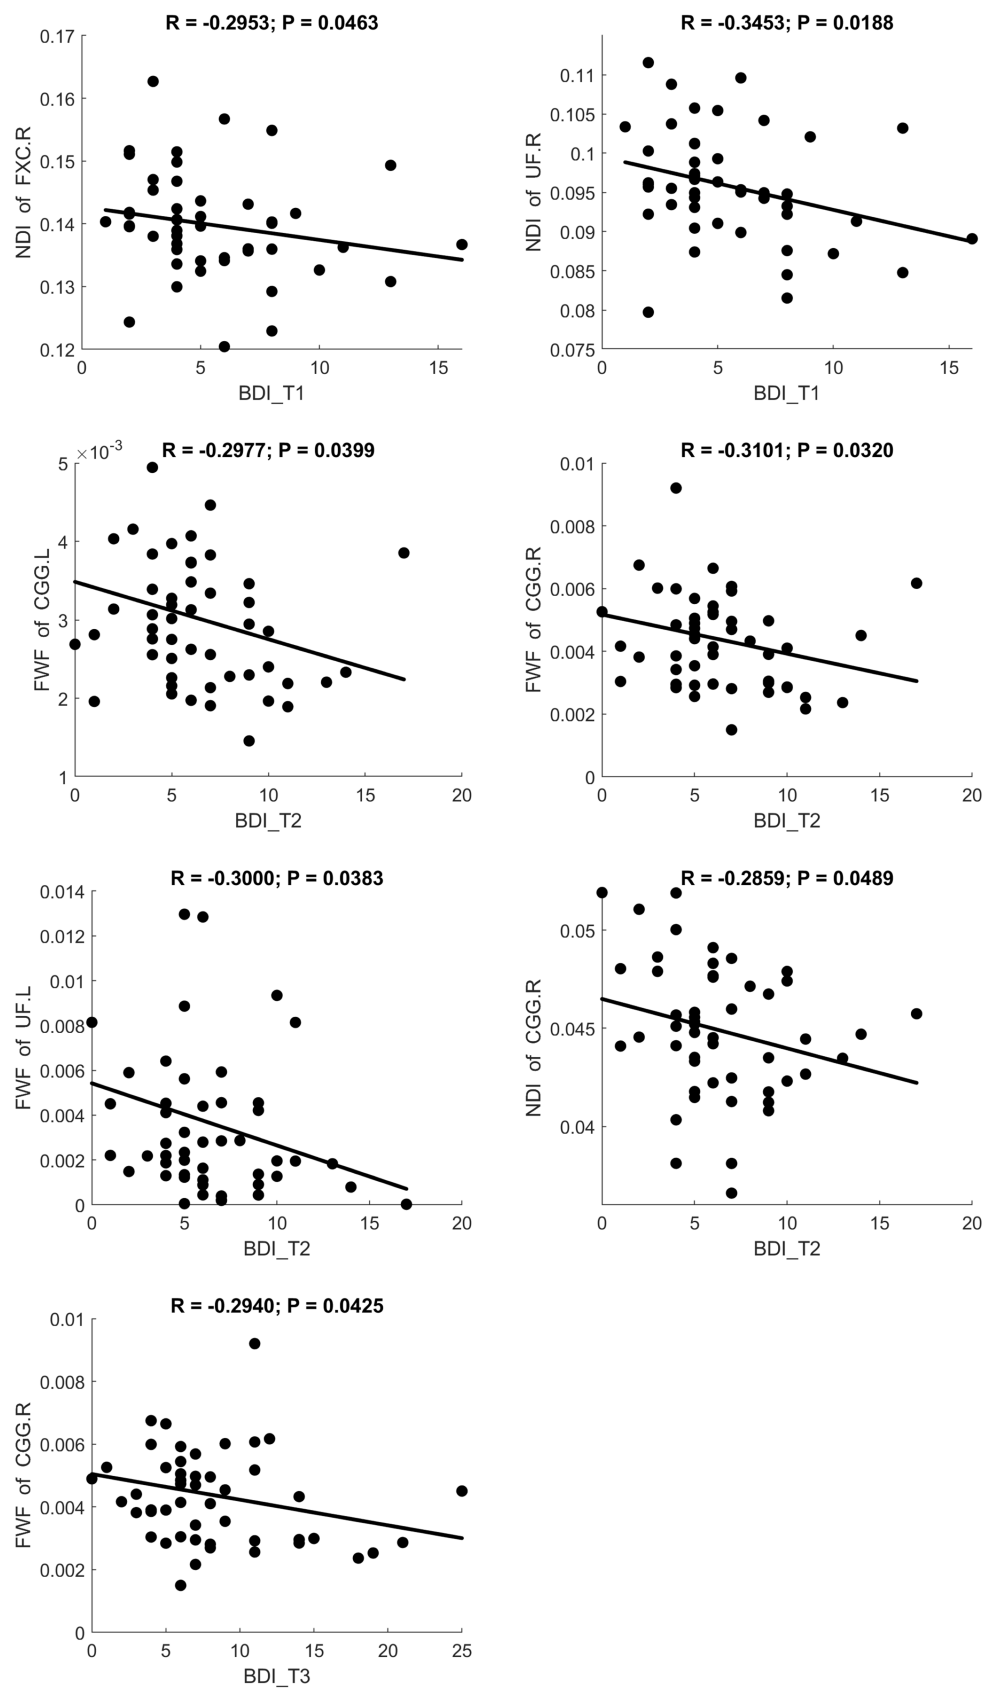 R = -0.2953; P = 0.0463
0.17
0.16
0.15
0.14
0.13
0.12
NDI of FXC.R
0 5 10 15
BDI_T1
R = -0.3453; P = 0.0188
0.11
0.105
0.1
0.095
0.09
0.085
0.08
0.075
NDI of UF.R
0 5 10 15
BDI_T1
R = -0.2977; P = 0.0399
×10⁻³
5
4
3
2
1
FWF of CGG.L
0 5 10 15 20
BDI_T2
R = -0.3101; P = 0.0320
0.01
0.008
0.006
0.004
0.002
0
FWF of CGG.R
0 5 10 15 20
BDI_T2
R = -0.3000; P = 0.0383
0.014
0.012
0.01
0.008
0.006
0.004
0.002
0
FWF of UF.L
0 5 10 15 20
BDI_T2
R = -0.2859; P = 0.0489
0.05
0.045
0.04
NDI of CGG.R
0 5 10 15 20
BDI_T2
R = -0.2940; P = 0.0425
0.01
0.008
0.006
0.004
0.002
0
FWF of CGG.R
0 5 10 15 20 25
BDI_T3